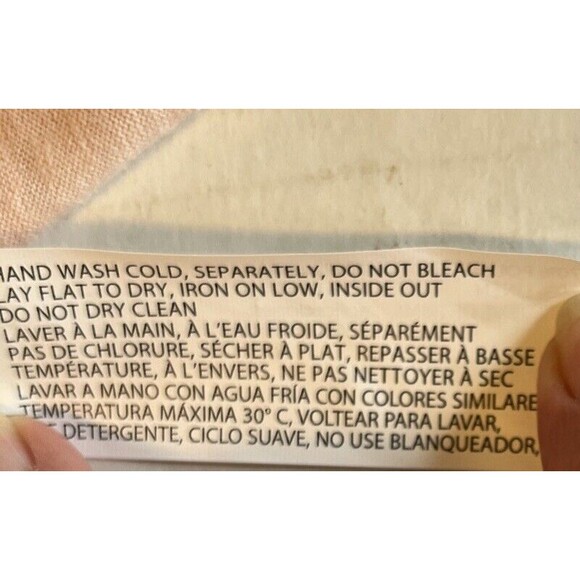 HAND WASH COLD, SEPARATELY, DO NOT BLEACH
LAY FLAT TO DRY, IRON ON LOW, INSIDE OUT
DO NOT DRY CLEAN
LAVER À LA MAIN, À L'EAU FROIDE, SÉPARÉMENT
PAS DE CHLORURE, SÉCHER À PLAT, REPASSER À BASSE
TEMPÉRATURE, À L'ENVERS, NE PAS NETTOYER À SEC
LAVAR A MANO CON AGUA FRÍA CON COLORES SIMILARE
TEMPERATURA MÁXIMA 30° C, VOLTEAR PARA LAVAR,
DETERGENTE, CICLO SUAVE, NO USE BLANQUEADOR,